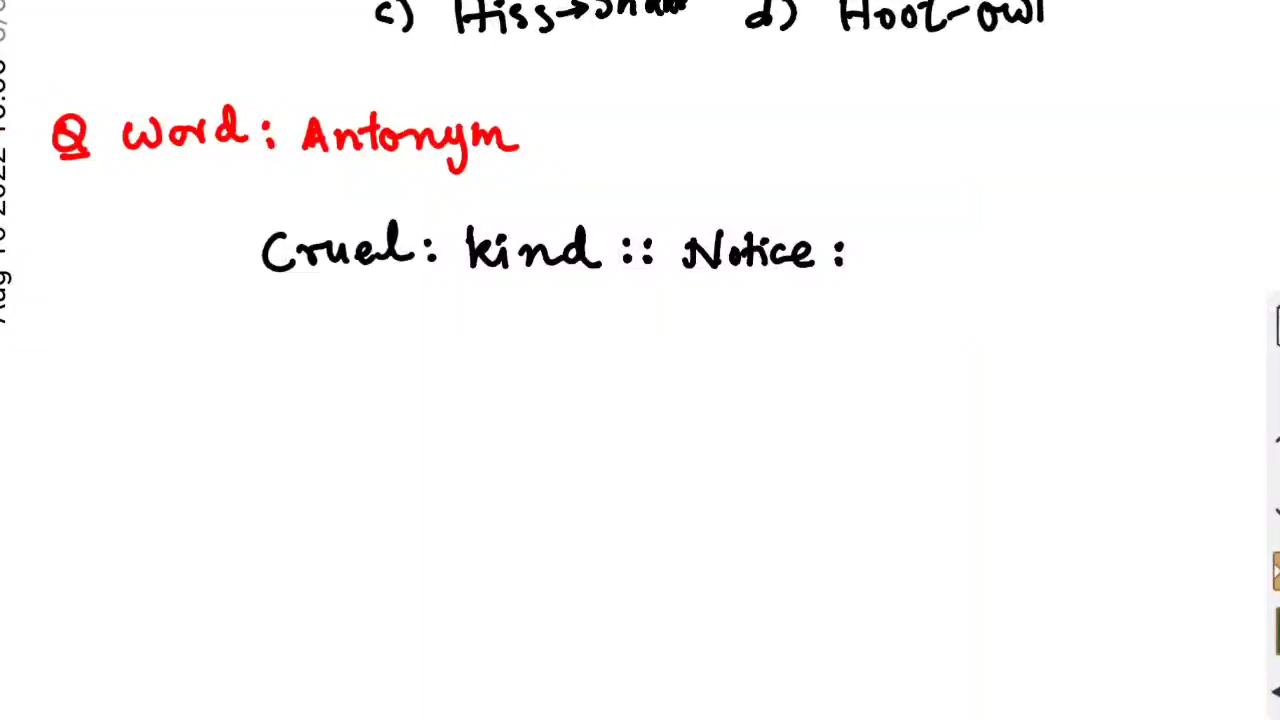 c) Hiss→
d) Hoot-owl
Q Word: Antonym
Cruel: kind :: Notice: